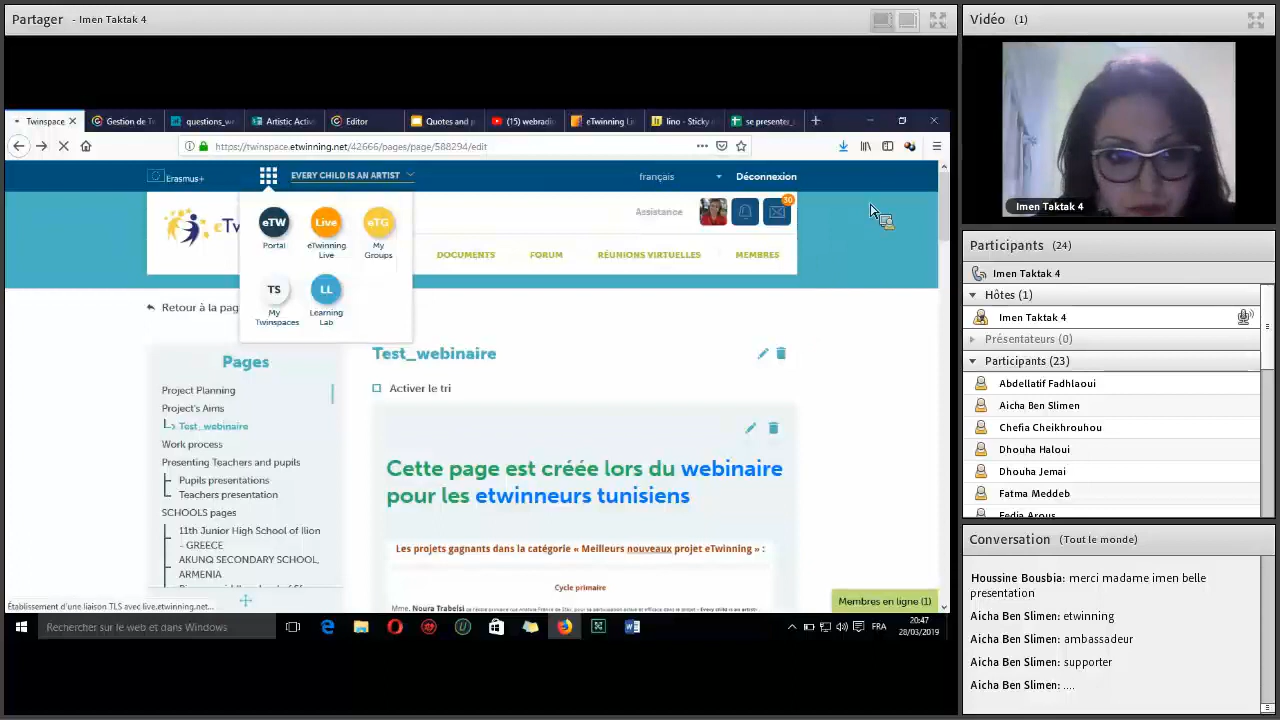 Partager - Imen Taktak 4
Twinspace
Gestion de T
questions_w
Artistic Activ
Editor
Quotes and p
(15) webradio
eTwinning Li
lino - Sticky
se presenter_
https://twinspace.etwinning.net/42666/pages/page/588294/edit
Erasmus+
EVERY CHILD IS AN ARTIST
français
Déconnexion
eTW
Live
eTG
Portal
eTwinning Live
My Groups
TS
LL
My Twinspaces
Learning Lab
Assistance
30
DOCUMENTS
FORUM
RÉUNIONS VIRTUELLES
MEMBRES
Retour à la pag
Pages
Project Planning
Project's Aims
Test_webinaire
Work process
Presenting Teachers and pupils
Pupils presentations
Teachers presentation
SCHOOLS pages
11th Junior High School of Ilion
- GREECE
AKUNQ SECONDARY SCHOOL,
ARMENIA
Test_webinaire
Activer le tri
Cette page est créée lors du webinaire
pour les etwinneurs tunisiens
Les projets gagnants dans la catégorie « Meilleurs nouveaux projet eTwinning » :
Cycle primaire
Établissement d'une liaison TLS avec live.etwinning.net...
Membres en ligne (1)
Rechercher sur le web et dans Windows
FRA
20:47
28/03/2019
Vidéo (1)
Imen Taktak 4
Participants (24)
Imen Taktak 4
Hôtes (1)
Imen Taktak 4
Présentateurs (0)
Participants (23)
Abdellatif Fadhlaoui
Aicha Ben Slimen
Chefia Cheikhrouhou
Dhouha Haloui
Dhouha Jemai
Fatma Meddeb
Fedia Arous
Conversation (Tout le monde)
Houssine Bousbia: merci madame imen belle
presentation
Aicha Ben Slimen: etwinning
Aicha Ben Slimen: ambassadeur
Aicha Ben Slimen: supporter
Aicha Ben Slimen: ....